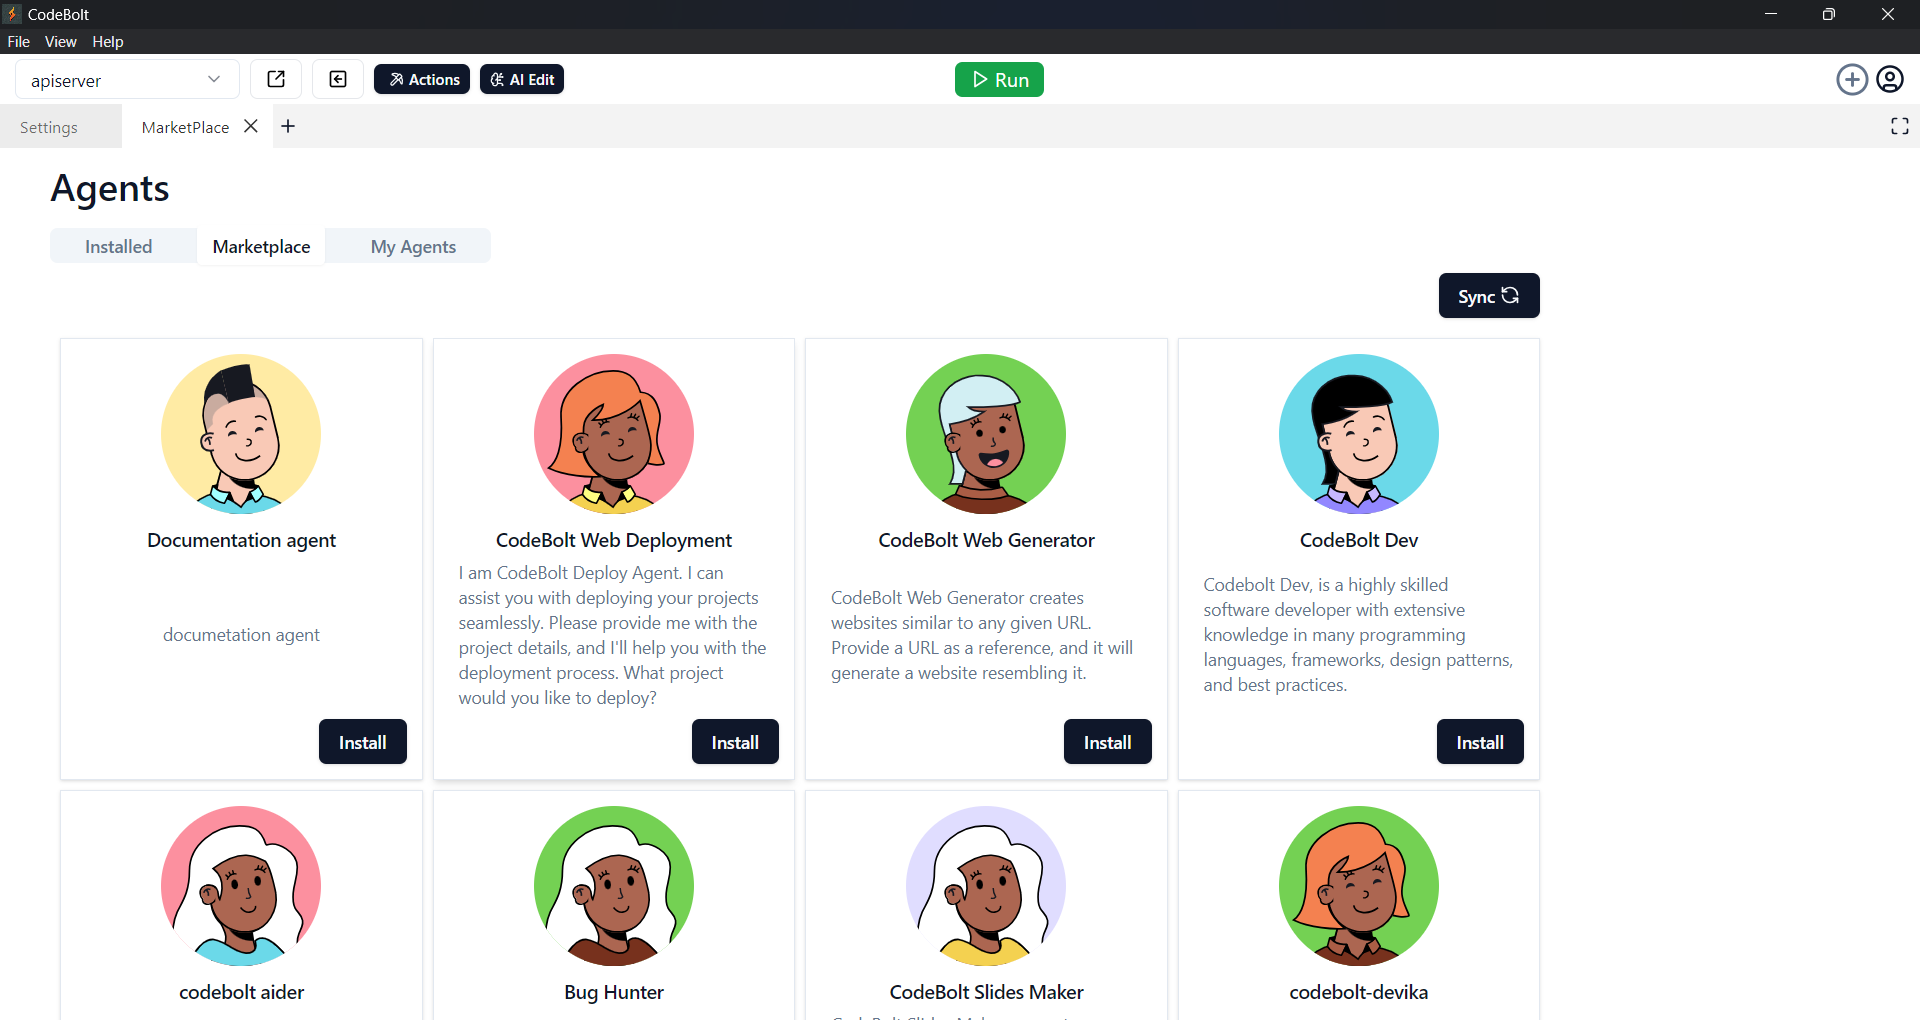 CodeBolt
File View Help
apiserver
Actions
AI Edit
Run
Settings
MarketPlace
Agents
Installed
Marketplace
My Agents
Sync
Documentation agent
documetation agent
Install
CodeBolt Web Deployment
I am CodeBolt Deploy Agent. I can
assist you with deploying your projects
seamlessly. Please provide me with the
project details, and I'll help you with the
deployment process. What project
would you like to deploy?
Install
CodeBolt Web Generator
CodeBolt Web Generator creates
websites similar to any given URL.
Provide a URL as a reference, and it will
generate a website resembling it.
Install
CodeBolt Dev
Codebolt Dev, is a highly skilled
software developer with extensive
knowledge in many programming
languages, frameworks, design patterns,
and best practices.
Install
codebolt aider
Bug Hunter
CodeBolt Slides Maker
codebolt-devika